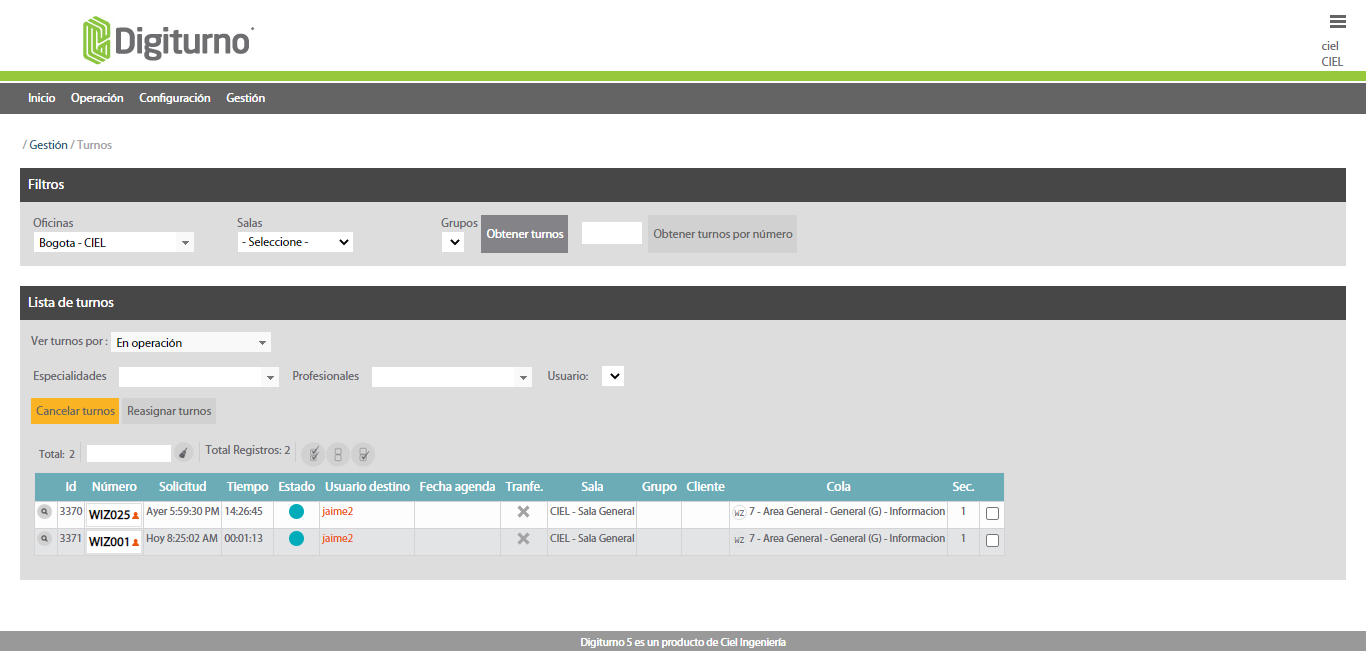 Digiturno
ciel
CIEL
Inicio Operación Configuración Gestión
/ Gestión / Turnos
Filtros
Oficinas Salas Grupos
Bogota - CIEL - Seleccione - Obtener turnos Obtener turnos por número
Lista de turnos
Ver turnos por : En operación
Especialidades Profesionales Usuario:
Cancelar turnos Reasignar turnos
Total: 2 Total Registros: 2
Id Número Solicitud Tiempo Estado Usuario destino Fecha agenda Tranfe. Sala Grupo Cliente Cola Sec.
3370 WIZ025 Ayer 5:59:30 PM 14:26:45 jaime2 CIEL - Sala General WZ 7 - Area General - General (G) - Informacion 1
3371 WIZ001 Hoy 8:25:02 AM 00:01:13 jaime2 CIEL - Sala General WZ 7 - Area General - General (G) - Informacion 1
Digiturno 5 es un producto de Ciel Ingeniería